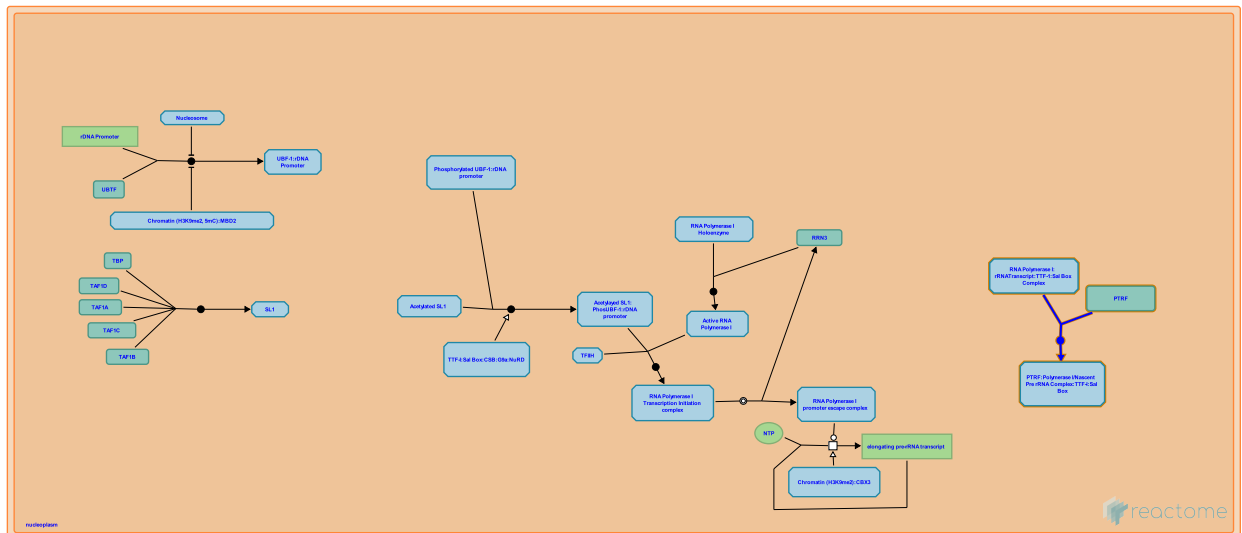 Nucleosome
rDNA Promoter
UBF-1:rDNA
Promoter
UBTF
Chromatin (H3K9me2, 5mC):MBD2
TBP
TAF1D
TAF1A
TAF1C
TAF1B
SL1
Phosphorylated UBF-1:rDNA
promoter
Acetylated SL1
TTF-I:Sal Box:CSB:G9a:NuRD
Acetylayed SL1:
PhosUBF-1:rDNA
promoter
RNA Polymerase I
Holoenzyme
RRN3
Active RNA
Polymerase I
TFIIH
RNA Polymerase I
Transcription Initiation
complex
RNA Polymerase I
promoter escape complex
NTP
elongating pre-rRNA transcript
Chromatin (H3K9me2):CBX3
RNA Polymerase I:
rRNATranscript:TTF-1:Sal Box
Complex
PTRF
PTRF:Polymerase I/Nascent
Pre rRNA Complex:TTF-I:Sal
Box
nucleoplasm
reactome